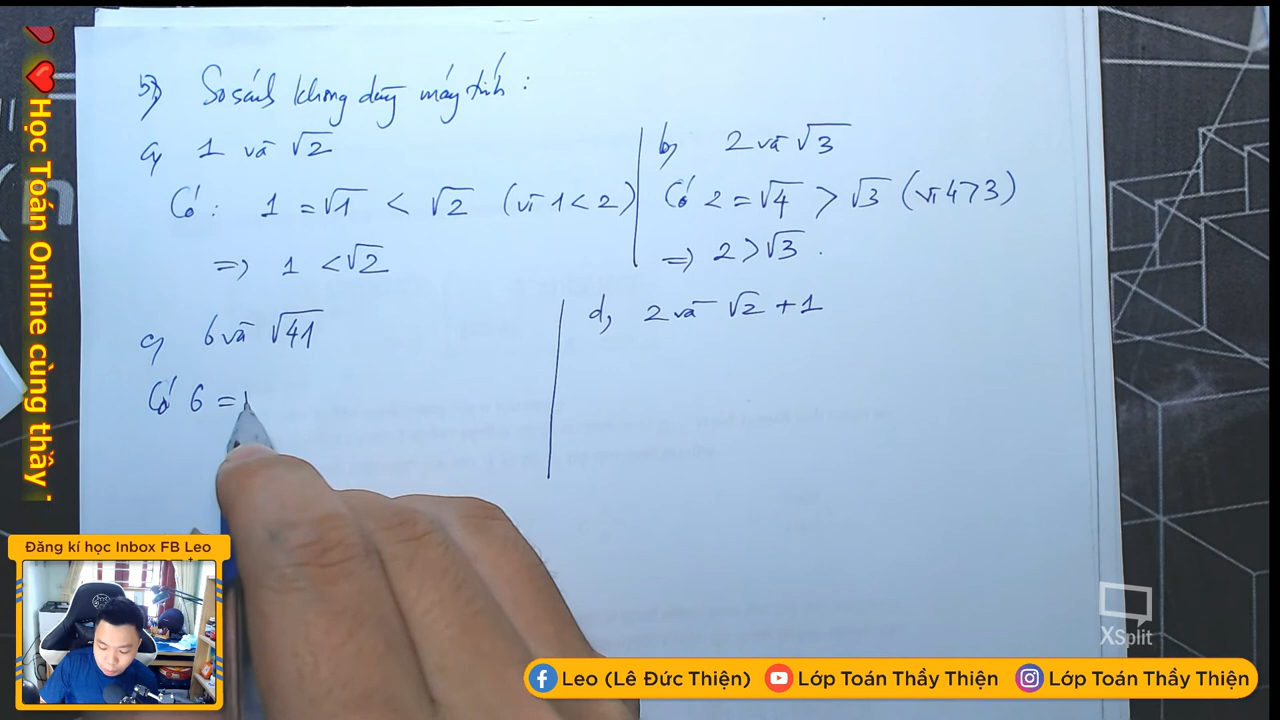 5, So sánh không dùng máy tính :
a, 1 và √2
Có : 1 = √1 < √2 (vì 1 < 2)
=> 1 < √2
b, 2 và √3
Có 2 = √4 > √3 (vì 4 > 3)
=> 2 > √3 .
c, 6 và √41
Có 6 =
d, 2 và √2 + 1
Học Toán Online cùng thầy
Đăng kí học Inbox FB Leo
XSplit
Leo (Lê Đức Thiện)
Lớp Toán Thầy Thiện
Lớp Toán Thầy Thiện